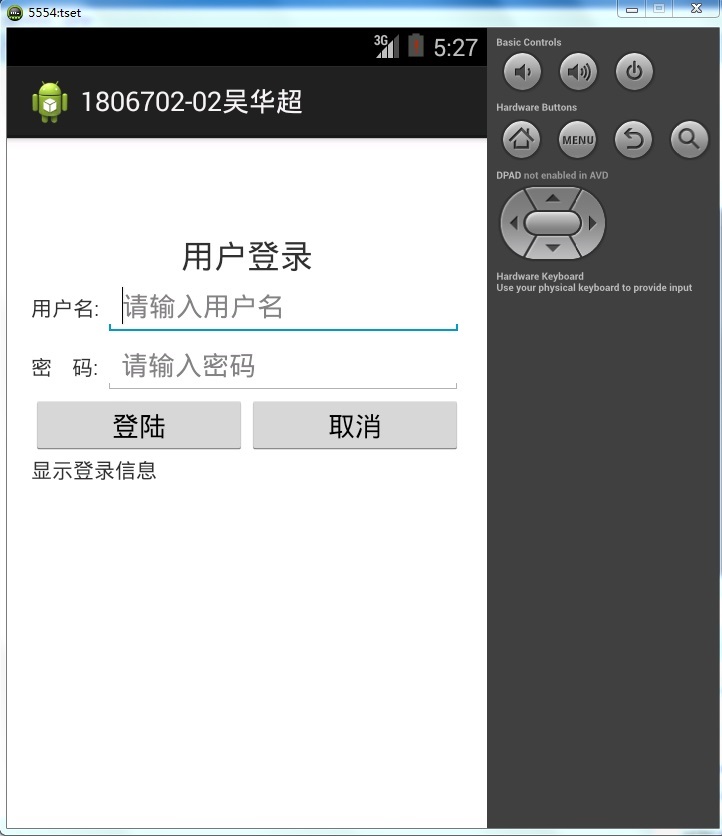 5554:tset
3G 5:27
1806702-02吴华超
用户登录
用户名: 请输入用户名
密 码: 请输入密码
登陆 取消
显示登录信息
Basic Controls
Hardware Buttons
MENU
DPAD not enabled in AVD
Hardware Keyboard
Use your physical keyboard to provide input